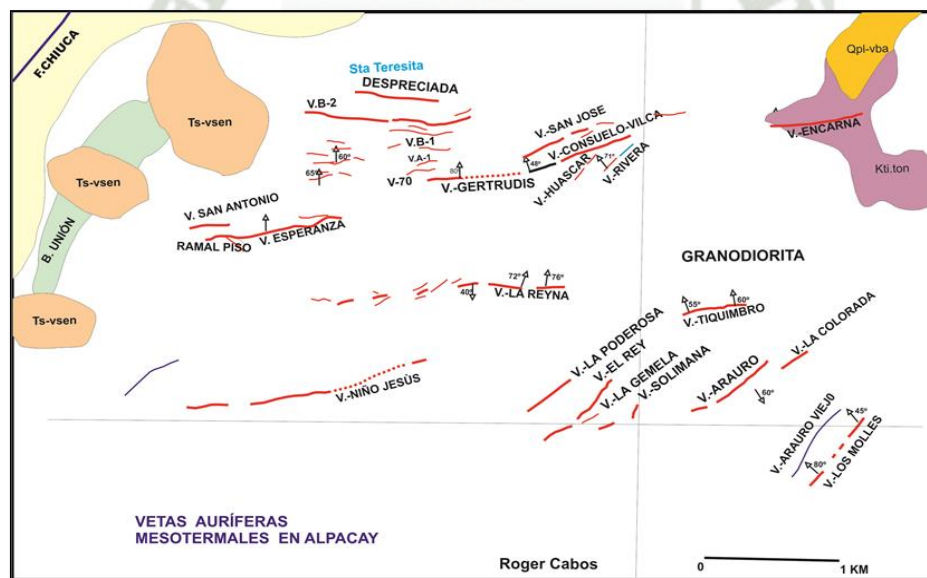 F.CHIUCA
Ts-vsen
Ts-vsen
B. UNIÓN
Ts-vsen
Sta Teresita
DESPRECIADA
V.B-2
V.B-1
V.A-1
V-70
V.-GERTRUDIS
60°
65°
80°
V.-SAN JOSE
V.-CONSUELO-VILCA
48°
71°
V.-HUASCAR
V.-RIVERA
Qpl-vba
V.-ENCARNA
Kti.ton
V. SAN ANTONIO
RAMAL PISO
V. ESPERANZA
GRANODIORITA
72°
76°
40°
V.-LA REYNA
55°
60°
V.-TIQUIMBRO
V.-NIÑO JESÙS
V.-LA PODEROSA
V.-EL REY
V.-LA GEMELA
V.-SOLIMANA
V.-ARAURO
V.-LA COLORADA
60°
V.-ARAURO VIEJO
45°
80°
V.-LOS MOLLES
VETAS AURÍFERAS
MESOTERMALES EN ALPACAY
Roger Cabos
0
1 KM